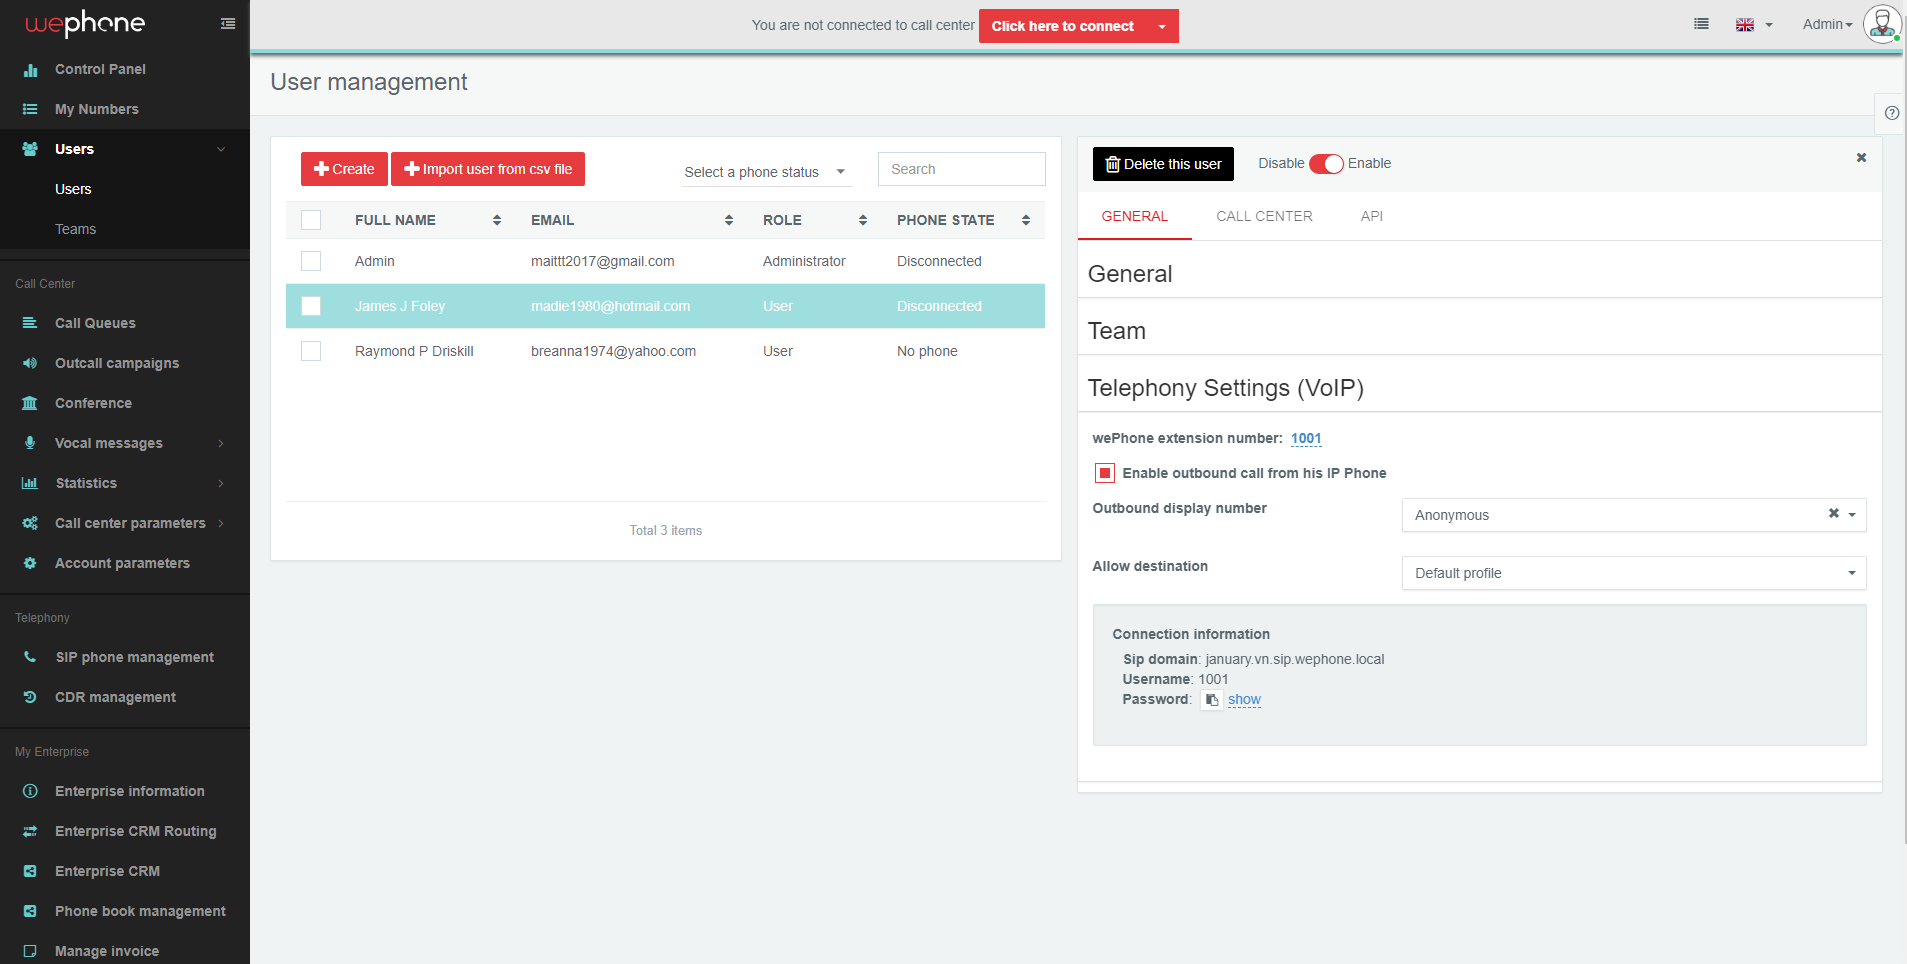 wephone
You are not connected to call center
Click here to connect
Admin
Control Panel
My Numbers
Users
Users
Teams
Call Center
Call Queues
Outcall campaigns
Conference
Vocal messages
Statistics
Call center parameters
Account parameters
Telephony
SIP phone management
CDR management
My Enterprise
Enterprise information
Enterprise CRM Routing
Enterprise CRM
Phone book management
Manage invoice
User management
Create
Import user from csv file
Select a phone status
Search
FULL NAME EMAIL ROLE PHONE STATE
Admin maittt2017@gmail.com Administrator Disconnected
James J Foley madie1980@hotmail.com User Disconnected
Raymond P Driskill breanna1974@yahoo.com User No phone
Total 3 items
Delete this user
Disable Enable
GENERAL CALL CENTER API
General
Team
Telephony Settings (VoIP)
wePhone extension number: 1001
Enable outbound call from his IP Phone
Outbound display number Anonymous
Allow destination Default profile
Connection information
Sip domain: january.vn.sip.wephone.local
Username: 1001
Password: show